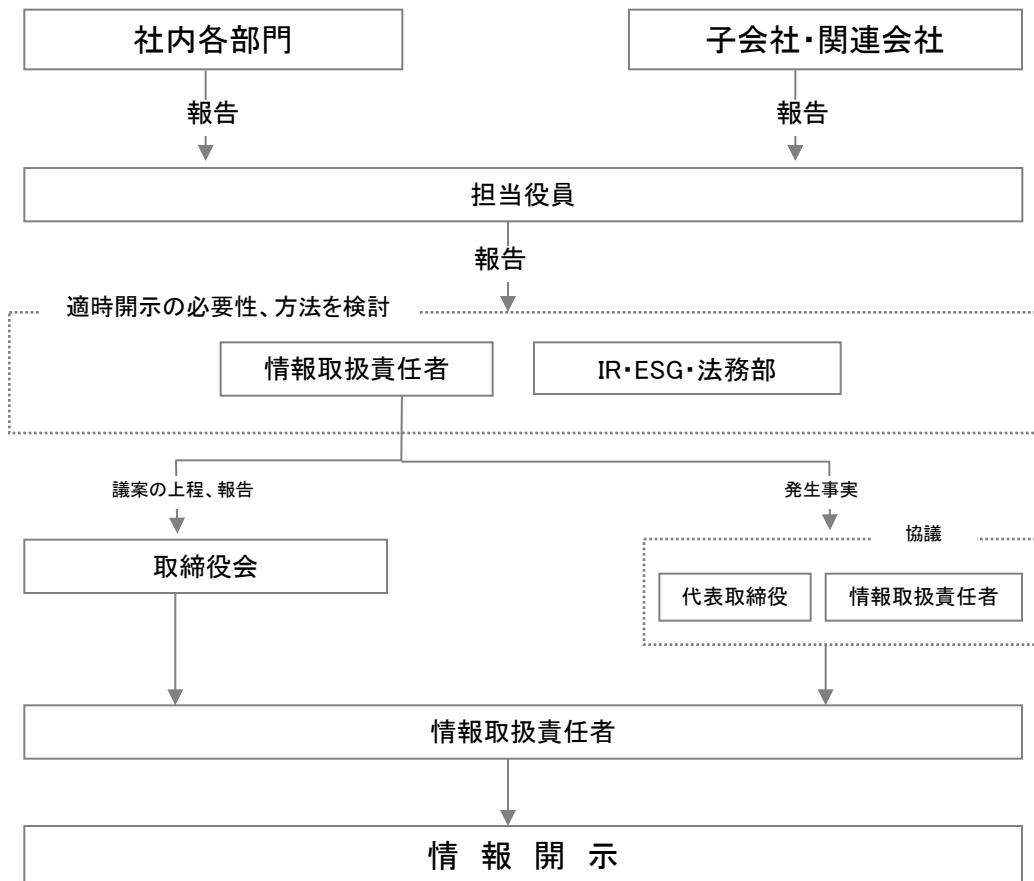 社内各部門
子会社・関連会社
報告
報告
担当役員
報告
適時開示の必要性、方法を検討
情報取扱責任者
IR・ESG・法務部
議案の上程、報告
発生事実
取締役会
協議
代表取締役
情報取扱責任者
情報取扱責任者
情 報 開 示